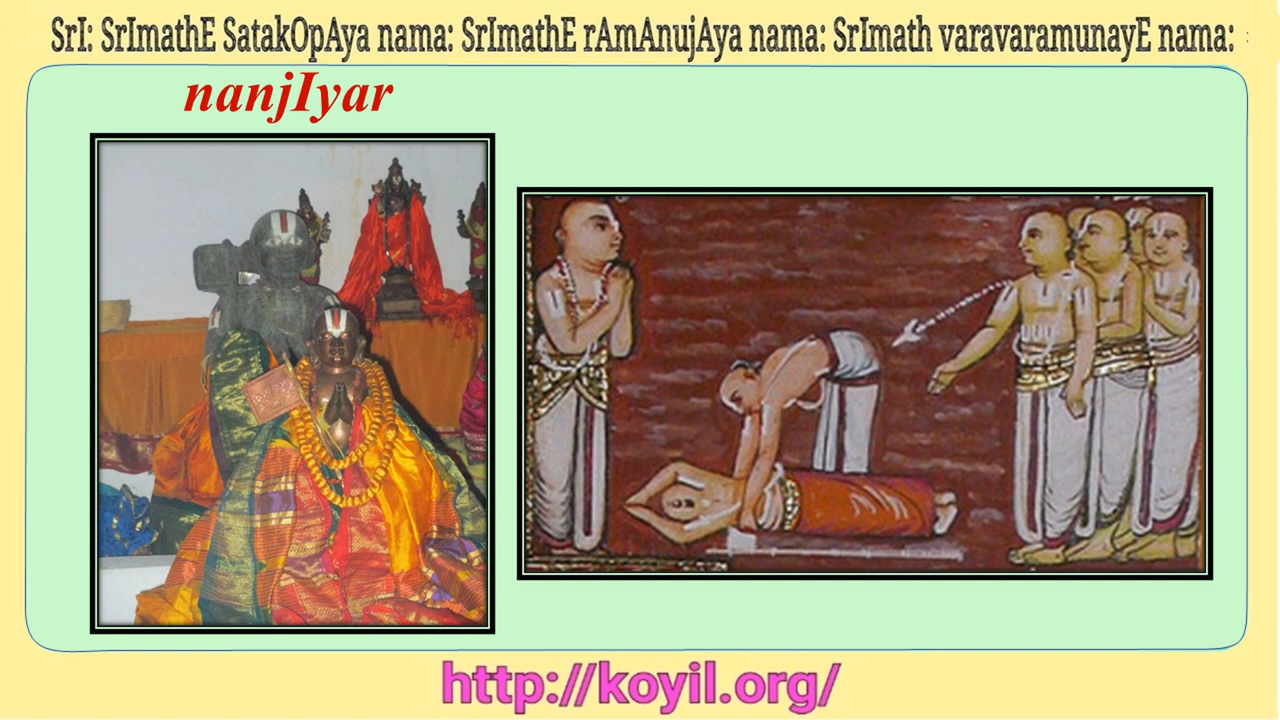 SrI: SrImathE SatakOpAya nama: SrImathE rAmAnujAya nama: SrImath varavaramunayE nama: :
nanjIyar
http://koyil.org/